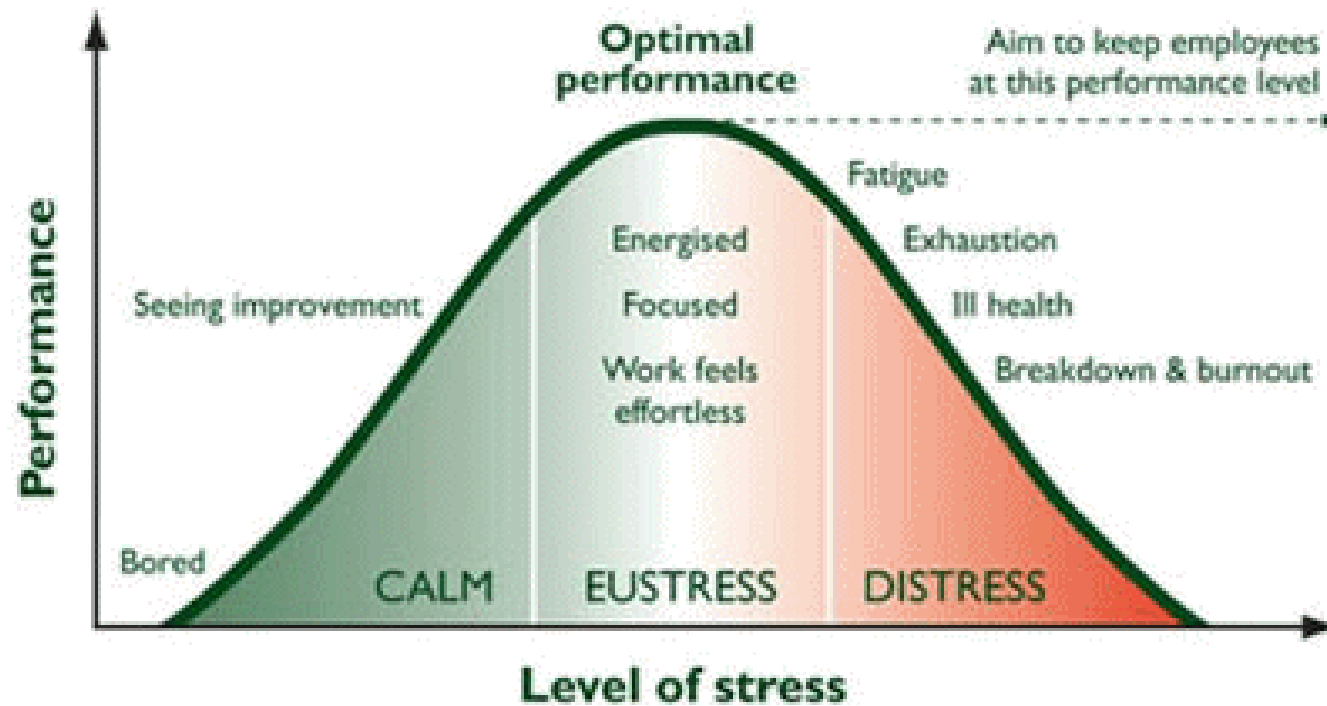 Optimal
performance
Aim to keep employees
at this performance level
Fatigue
Energised
Exhaustion
Seeing improvement
Focused
Ill health
Work feels
effortless
Breakdown & burnout
Performance
Bored
CALM
EUSTRESS
DISTRESS
Level of stress